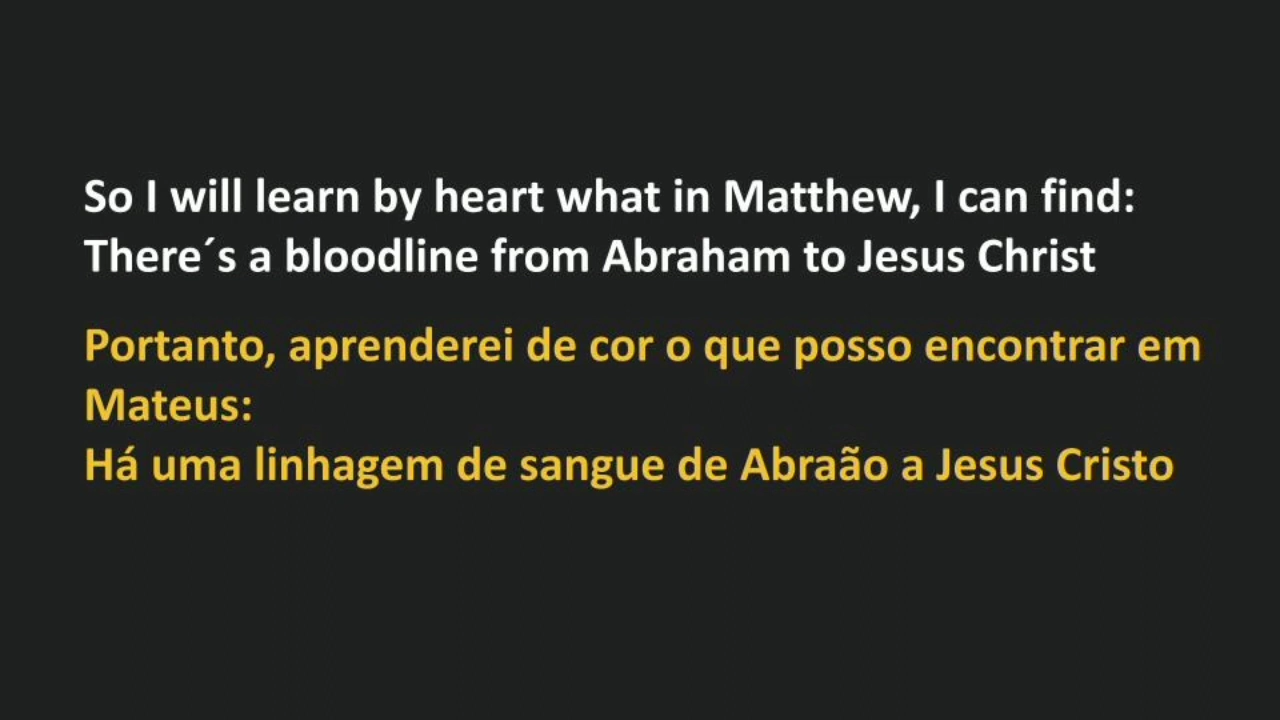 So I will learn by heart what in Matthew, I can find:
There´s a bloodline from Abraham to Jesus Christ
Portanto, aprenderei de cor o que posso encontrar em
Mateus:
Há uma linhagem de sangue de Abraão a Jesus Cristo